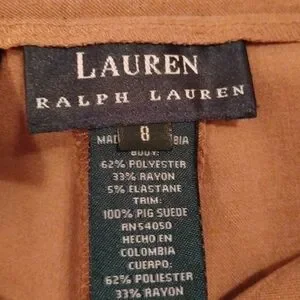 LAUREN
RALPH LAUREN
8
BODY:
62% POLYESTER
33% RAYON
5% ELASTANE
TRIM:
100% PIG SUEDE
RN54050
HECHO EN
COLOMBIA
CUERPO:
62% POLIESTER
33% RAYON